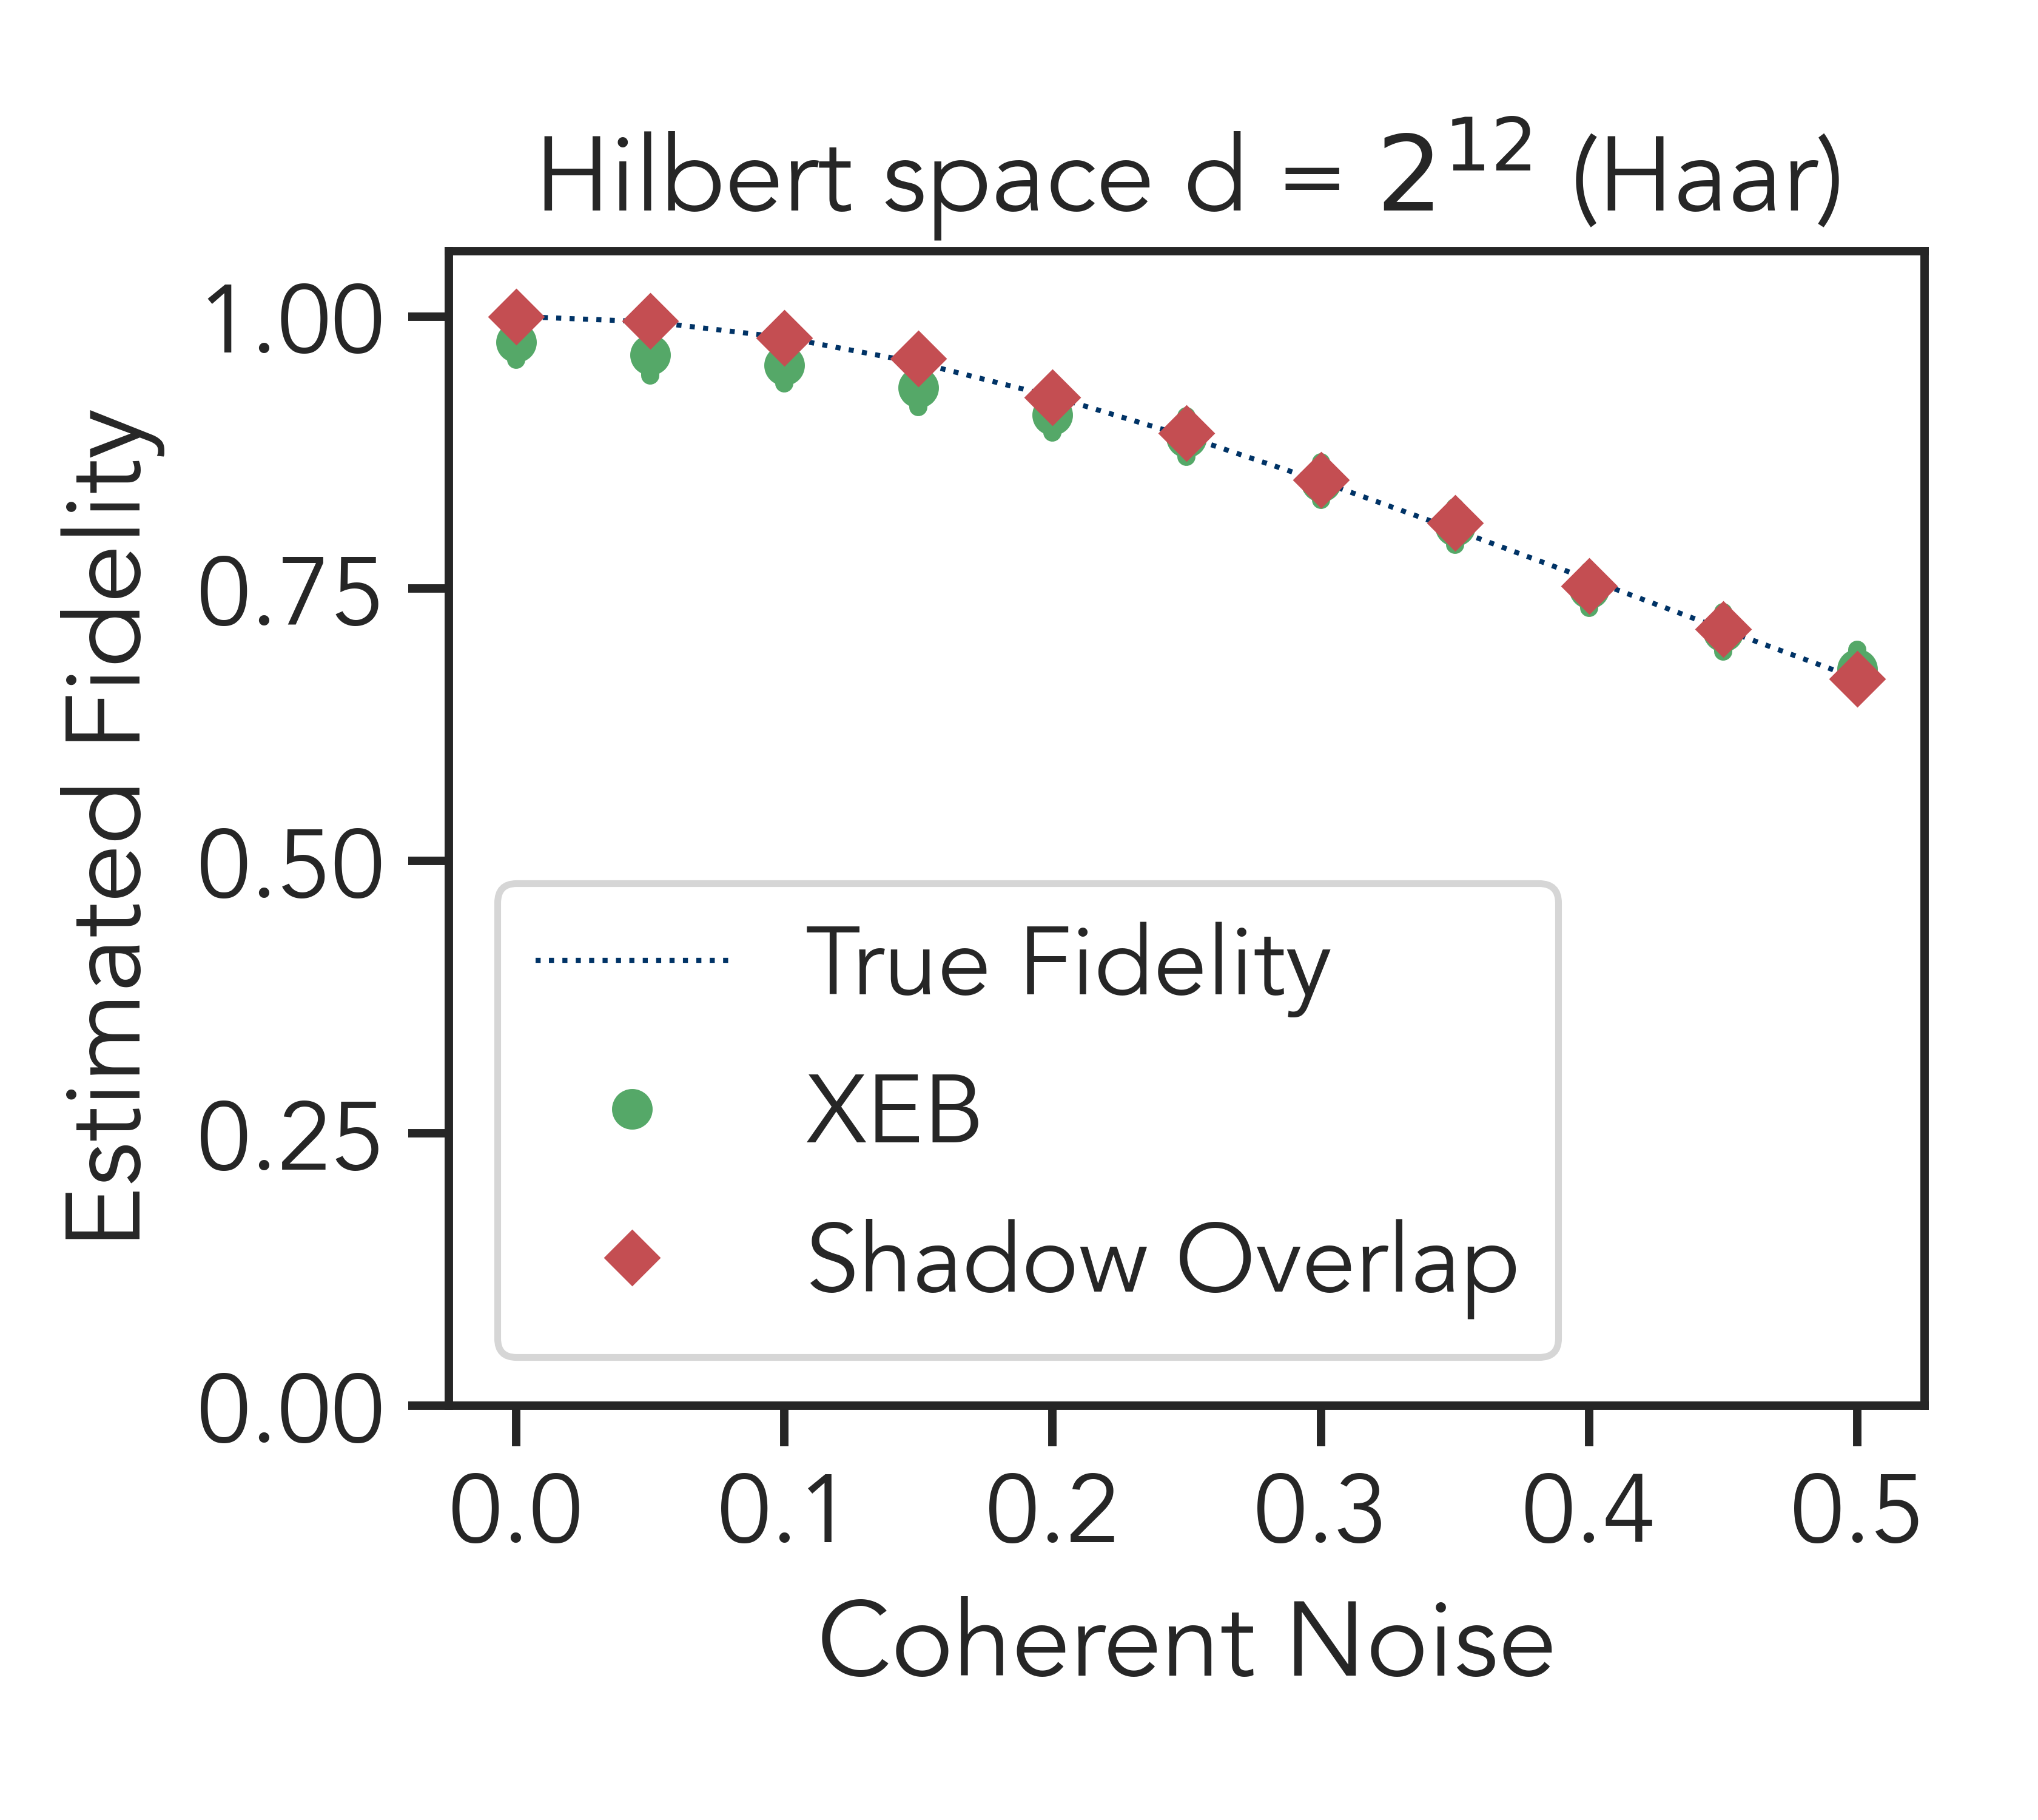 Hilbert space d = 2¹² (Haar)
Estimated Fidelity
1.00
0.75
0.50
0.25
0.00
True Fidelity
XEB
Shadow Overlap
0.0 0.1 0.2 0.3 0.4 0.5
Coherent Noise